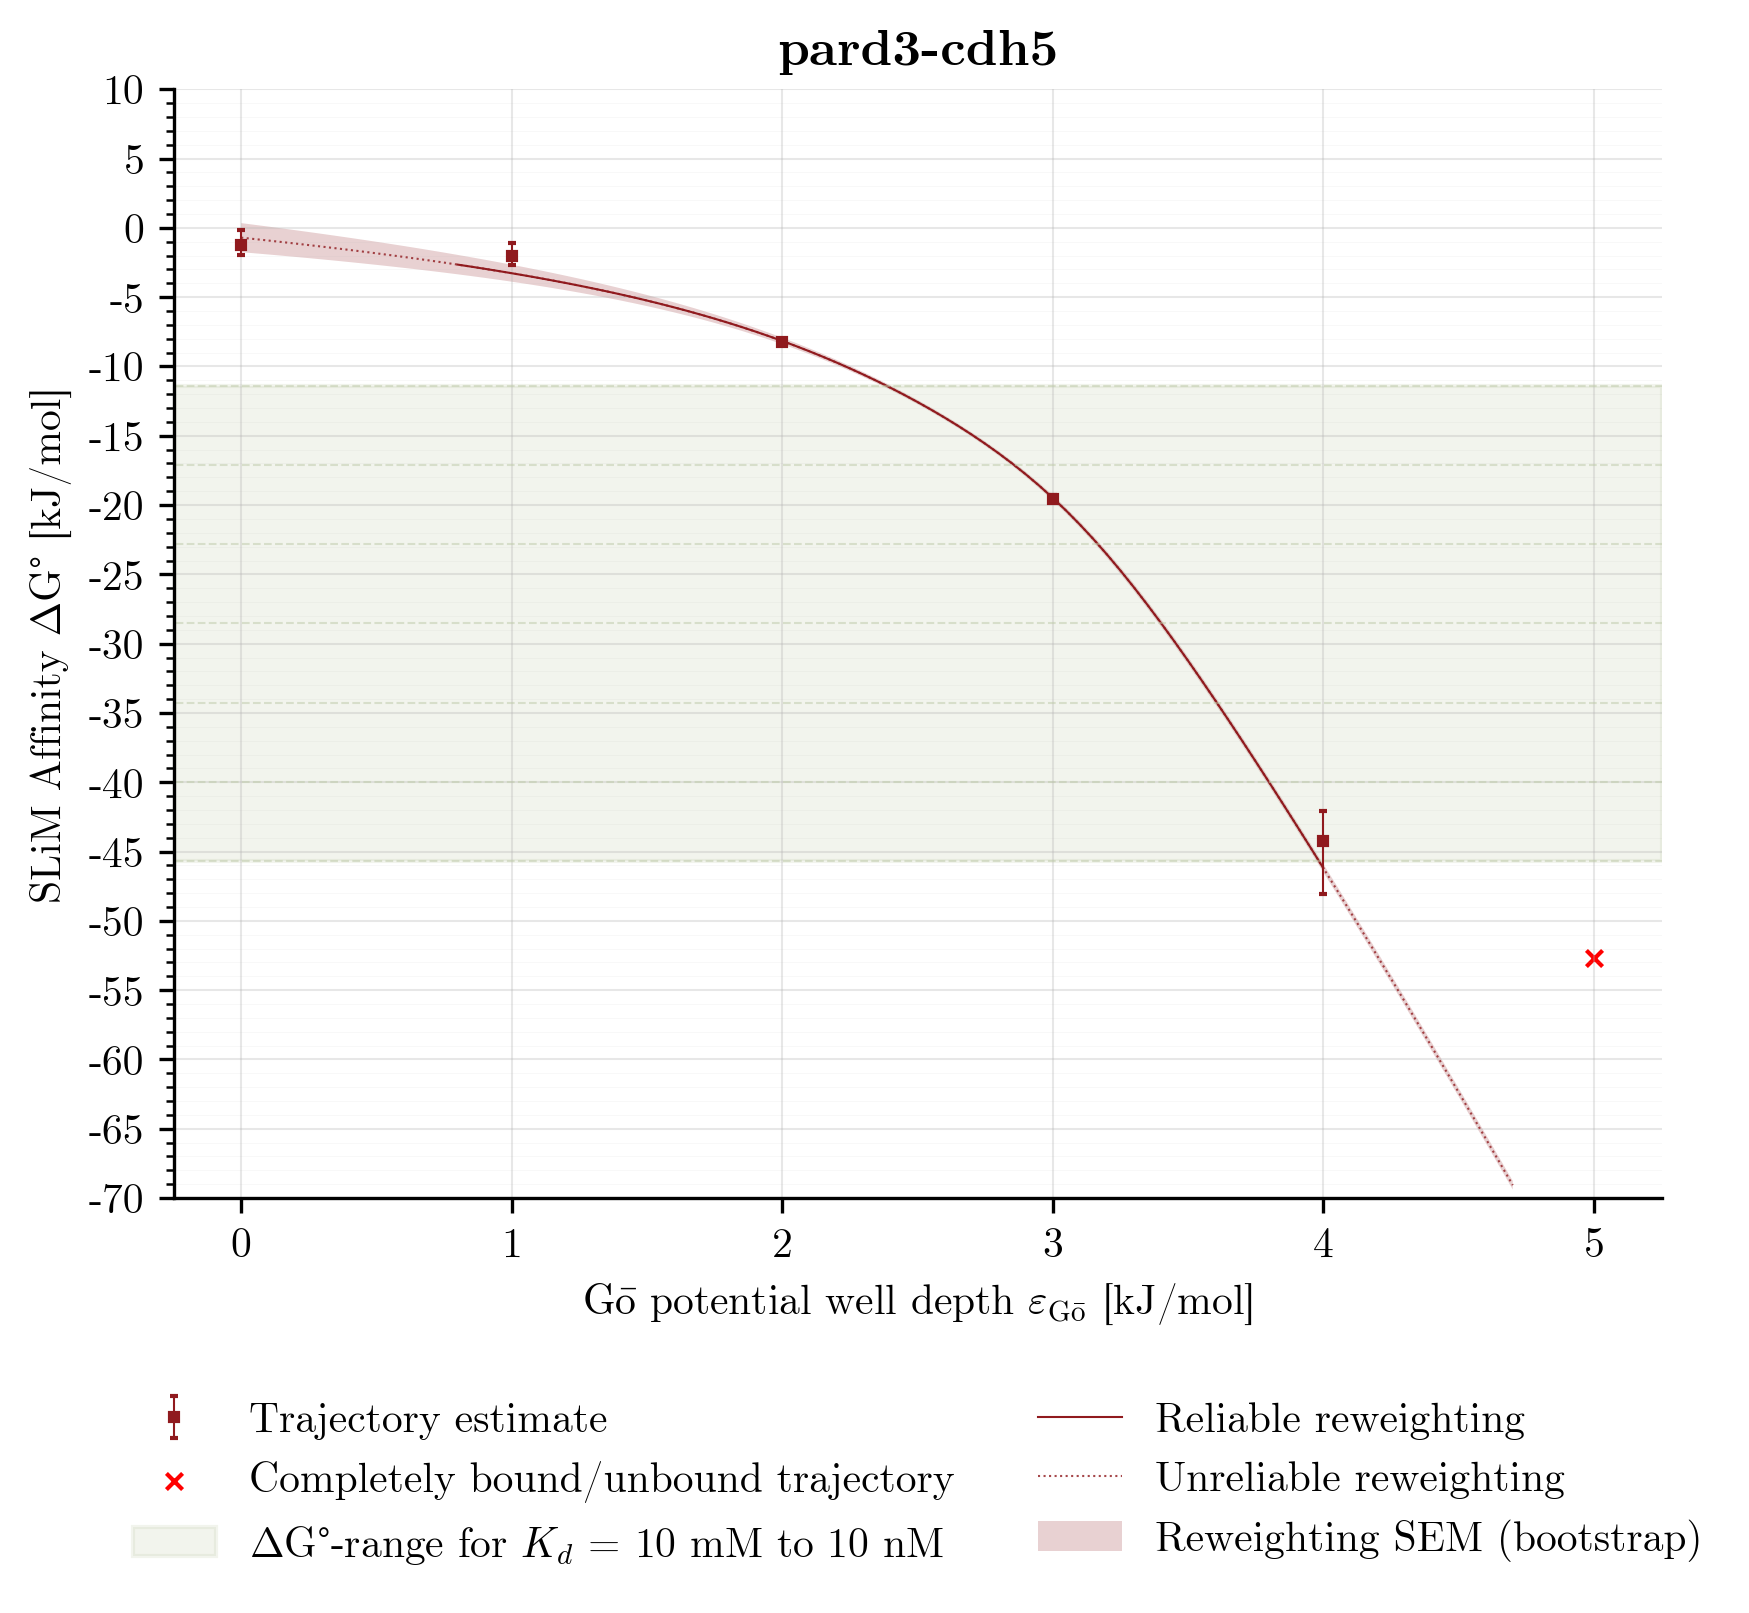 pard3-cdh5
10
5
0
-5
-10
-15
-20
-25
-30
-35
-40
-45
-50
-55
-60
-65
-70
SLiM Affinity ΔG° [kJ/mol]
0 1 2 3 4 5
Gō potential well depth εGō [kJ/mol]
Trajectory estimate
Completely bound/unbound trajectory
ΔG°-range for Kd = 10 mM to 10 nM
Reliable reweighting
Unreliable reweighting
Reweighting SEM (bootstrap)